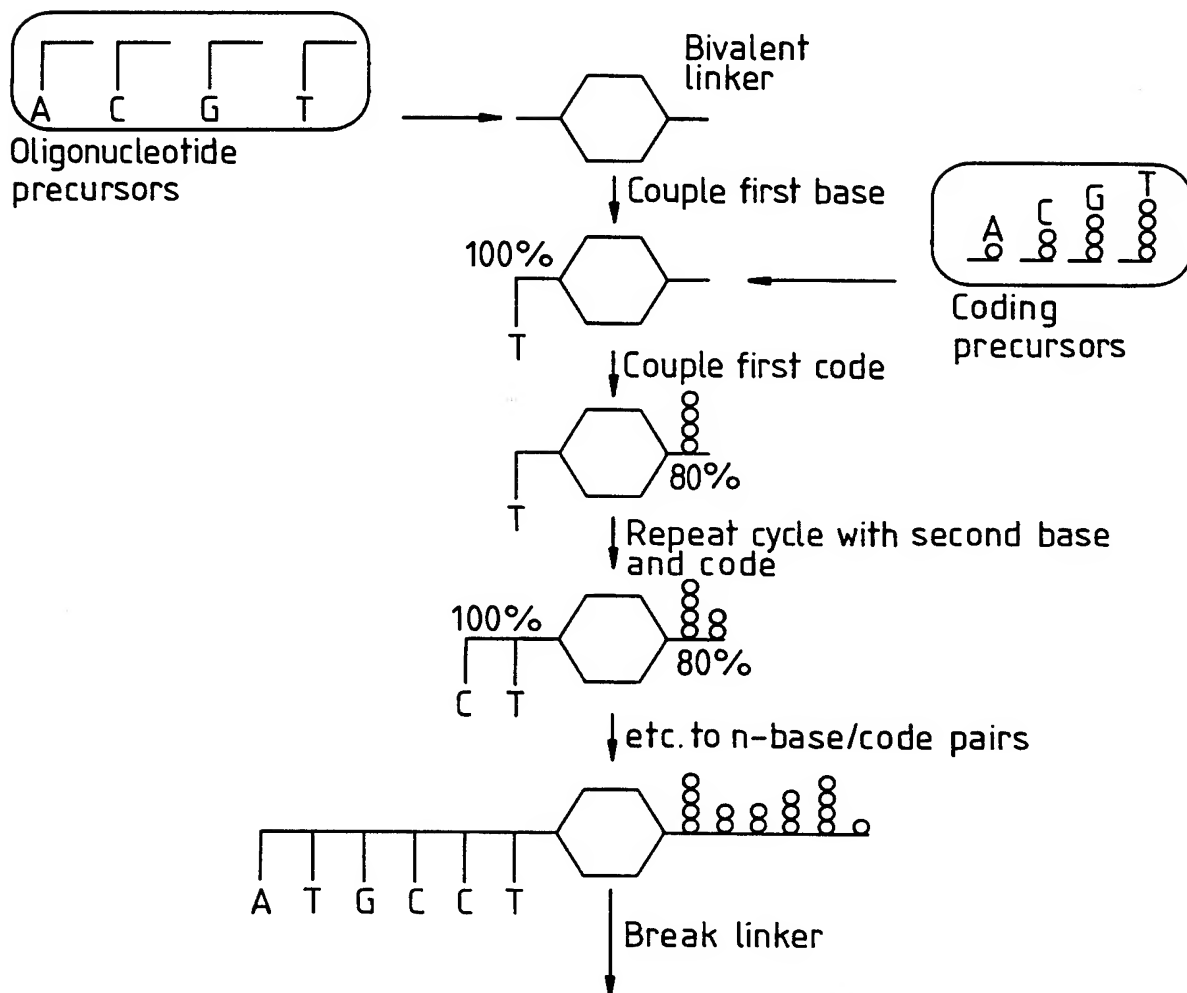 A C G T
Oligonucleotide
precursors
Bivalent
linker
Couple first base
100%
T
A C G T
Coding
precursors
Couple first code
T
80%
Repeat cycle with second base
and code
100%
C T
80%
etc. to n-base/code pairs
A T G C C T
Break linker